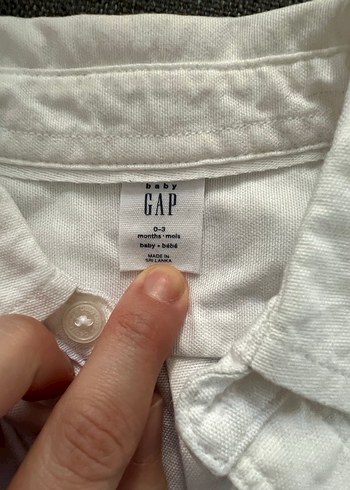 baby
GAP
0-3
months • mois
baby • bébé
MADE IN
SRI LANKA